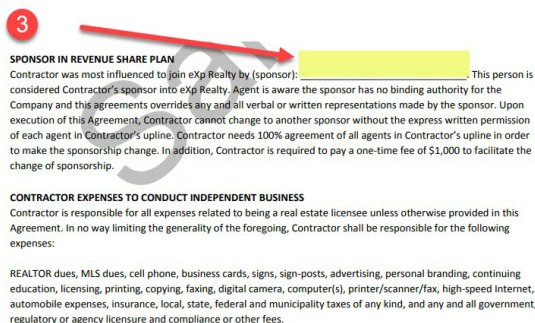 3
SPONSOR IN REVENUE SHARE PLAN
Contractor was most influenced to join eXp Realty by (sponsor): ______________________________. This person is
considered Contractor's sponsor into eXp Realty. Agent is aware the sponsor has no binding authority for the
Company and this agreements overrides any and all verbal or written representations made by the sponsor. Upon
execution of this Agreement, Contractor cannot change to another sponsor without the express written permission
of each agent in Contractor's upline. Contractor needs 100% agreement of all agents in Contractor's upline in order
to make the sponsorship change. In addition, Contractor is required to pay a one-time fee of $1,000 to facilitate the
change of sponsorship.
CONTRACTOR EXPENSES TO CONDUCT INDEPENDENT BUSINESS
Contractor is responsible for all expenses related to being a real estate licensee unless otherwise provided in this
Agreement. In no way limiting the generality of the foregoing, Contractor shall be responsible for the following
expenses:
REALTOR dues, MLS dues, cell phone, business cards, signs, sign-posts, advertising, personal branding, continuing
education, licensing, printing, copying, faxing, digital camera, computer(s), printer/scanner/fax, high-speed Internet,
automobile expenses, insurance, local, state, federal and municipality taxes of any kind, and any and all government,
regulatory or agency licensure and compliance or other fees.